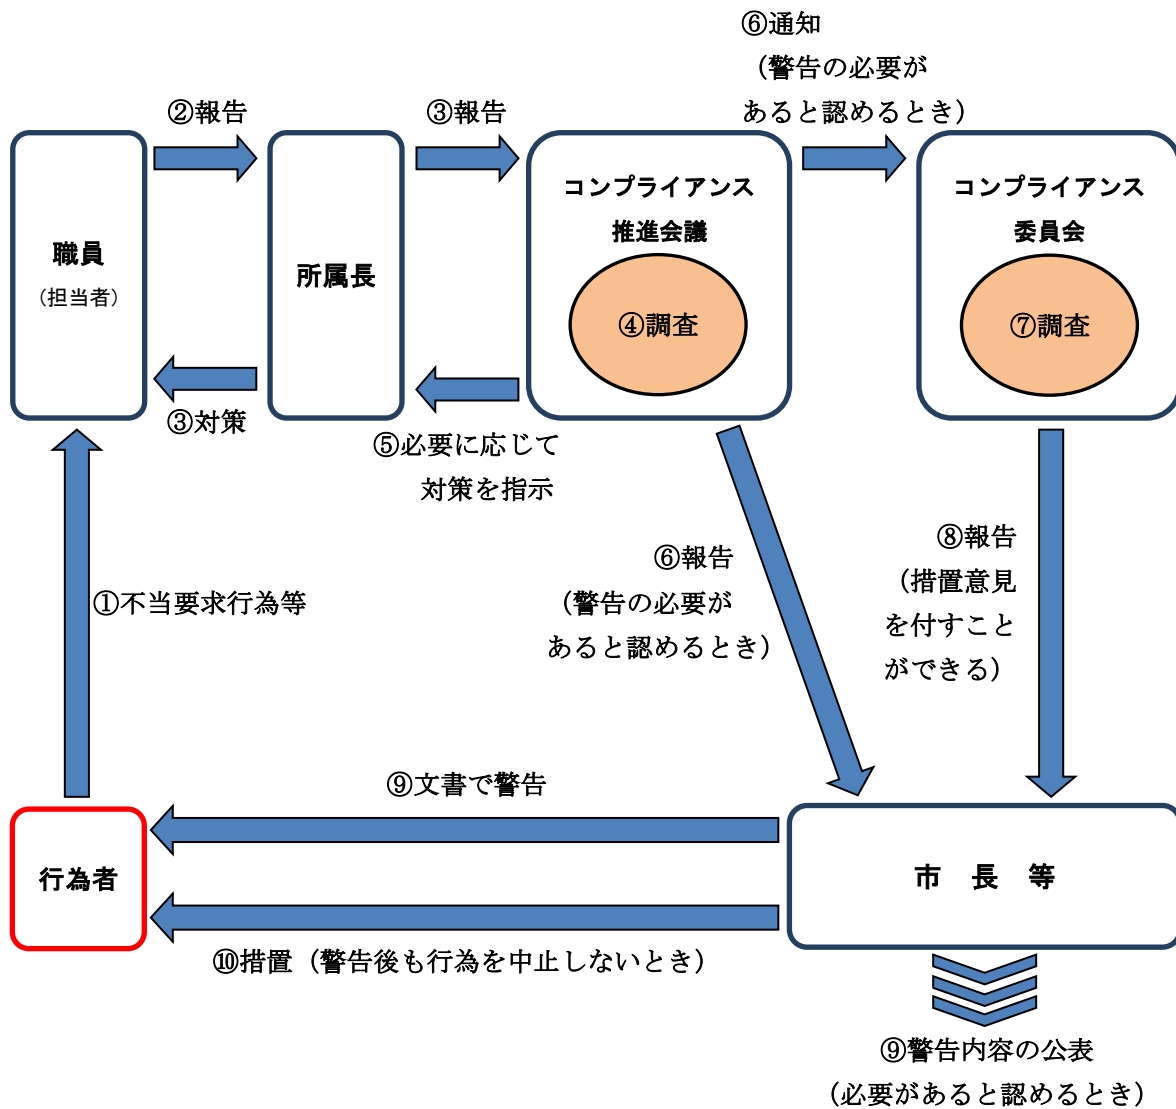 ⑥通知
（警告の必要が
あると認めるとき）
②報告
③報告
職員
（担当者）
所属長
コンプライアンス
推進会議
④調査
コンプライアンス
委員会
⑦調査
③対策
⑤必要に応じて
対策を指示
①不当要求行為等
⑥報告
（警告の必要が
あると認めるとき）
⑧報告
（措置意見
を付すこと
ができる）
⑨文書で警告
行為者
市　長　等
⑩措置（警告後も行為を中止しないとき）
⑨警告内容の公表
（必要があると認めるとき）